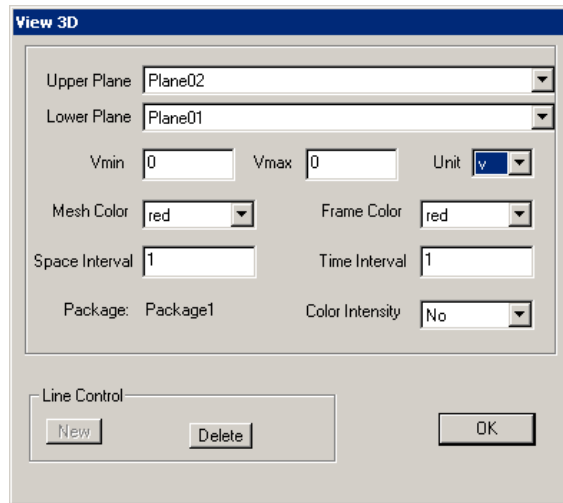 View 3D
Upper Plane Plane02
Lower Plane Plane01
Vmin 0 Vmax 0 Unit v
Mesh Color red Frame Color red
Space Interval 1 Time Interval 1
Package: Package1 Color Intensity No
Line Control
New Delete OK